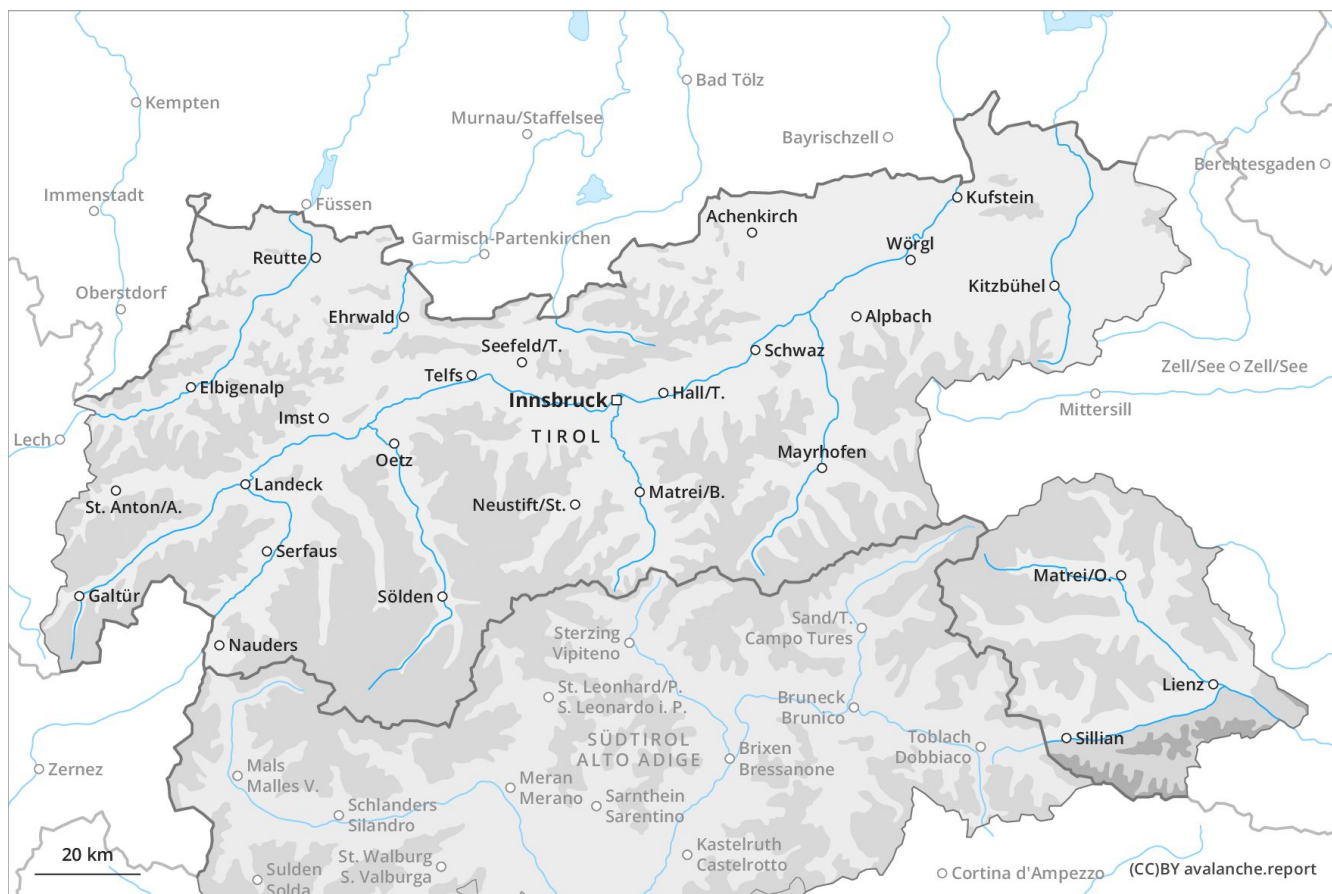 Kempten
Bad Tölz
Murnau/Staffelsee
Bayrischzell
Berchtesgaden
Immenstadt
Füssen
Kufstein
Achenkirch
Garmisch-Partenkirchen
Wörgl
Reutte
Oberstdorf
Kitzbühel
Ehrwald
Alpbach
Seefeld/T.
Schwaz
Telfs
Zell/See
Zell/See
Elbigenalp
Innsbruck
Hall/T.
Mittersill
Imst
TIROL
Lech
Oetz
Mayrhofen
Landeck
Matrei/B.
St. Anton/A.
Neustift/St.
Serfaus
Matrei/O.
Galtür
Sölden
Sand/T.
Campo Tures
Sterzing
Vipiteno
Nauders
Lienz
St. Leonhard/P.
S. Leonardo i. P.
Bruneck
Brunico
SÜDTIROL
ALTO ADIGE
Sillian
Toblach
Dobbiaco
Brixen
Bressanone
Zernez
Mals
Malles V.
Meran
Merano
Sarnthein
Sarentino
Schlanders
Silandro
Kastelruth
Castelrotto
20 km
St. Walburg
S. Valburga
Sulden
Solda
Cortina d'Ampezzo
(CC)BY avalanche.report